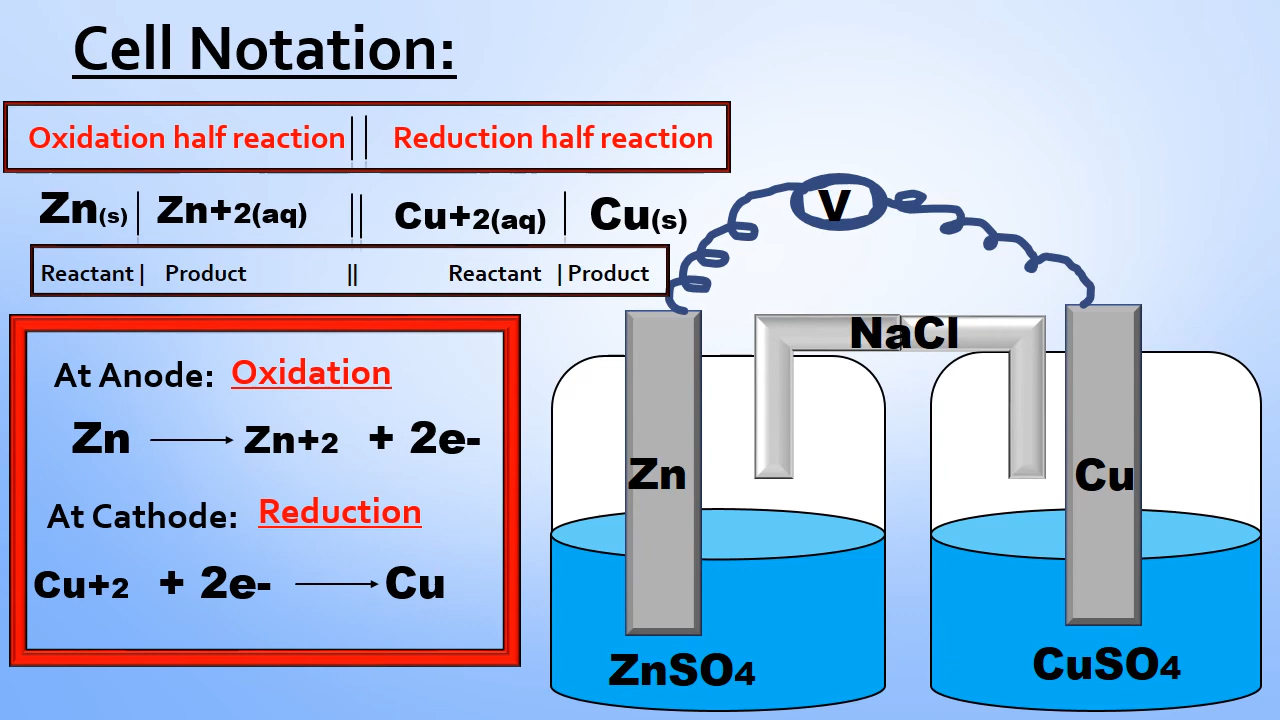 Cell Notation:
Oxidation half reaction || Reduction half reaction
Zn(s) | Zn+2(aq) || Cu+2(aq) | Cu(s)
Reactant | Product || Reactant | Product
At Anode: Oxidation
Zn → Zn+2 + 2e-
At Cathode: Reduction
Cu+2 + 2e- → Cu
V
NaCl
Zn
Cu
ZnSO4
CuSO4